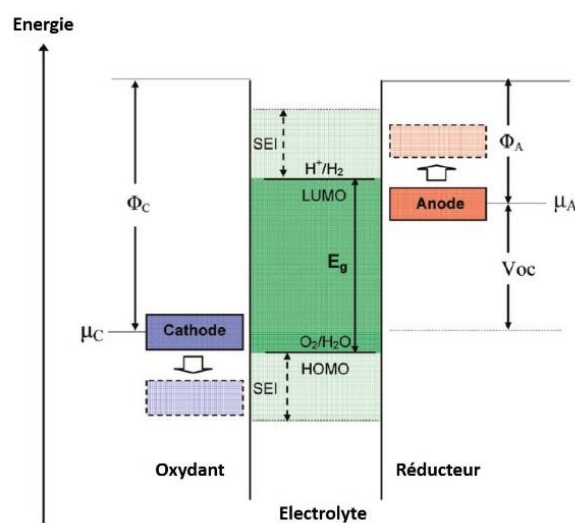 Energie
SEI
Φ_A
H⁺/H₂
LUMO
Φ_C
Anode
μ_A
E_g
Voc
μ_C
Cathode
O₂/H₂O
HOMO
SEI
Oxydant
Réducteur
Electrolyte